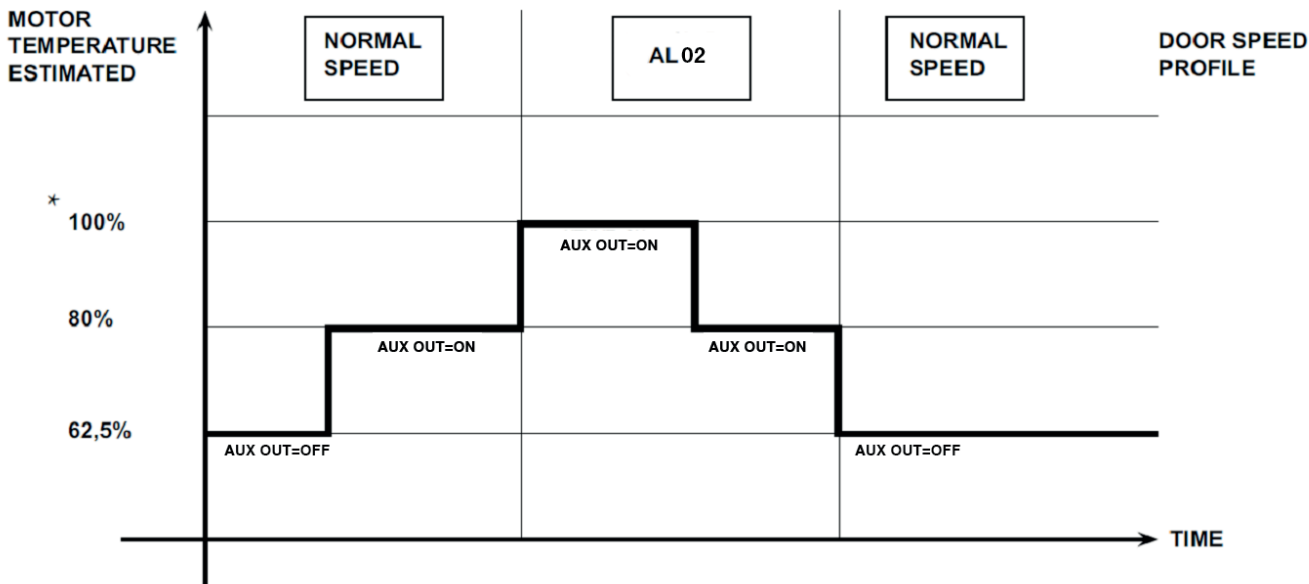 MOTOR
TEMPERATURE
ESTIMATED
NORMAL
SPEED
AL 02
NORMAL
SPEED
DOOR SPEED
PROFILE
*
100%
AUX OUT=ON
80%
AUX OUT=ON
AUX OUT=ON
62,5%
AUX OUT=OFF
AUX OUT=OFF
TIME